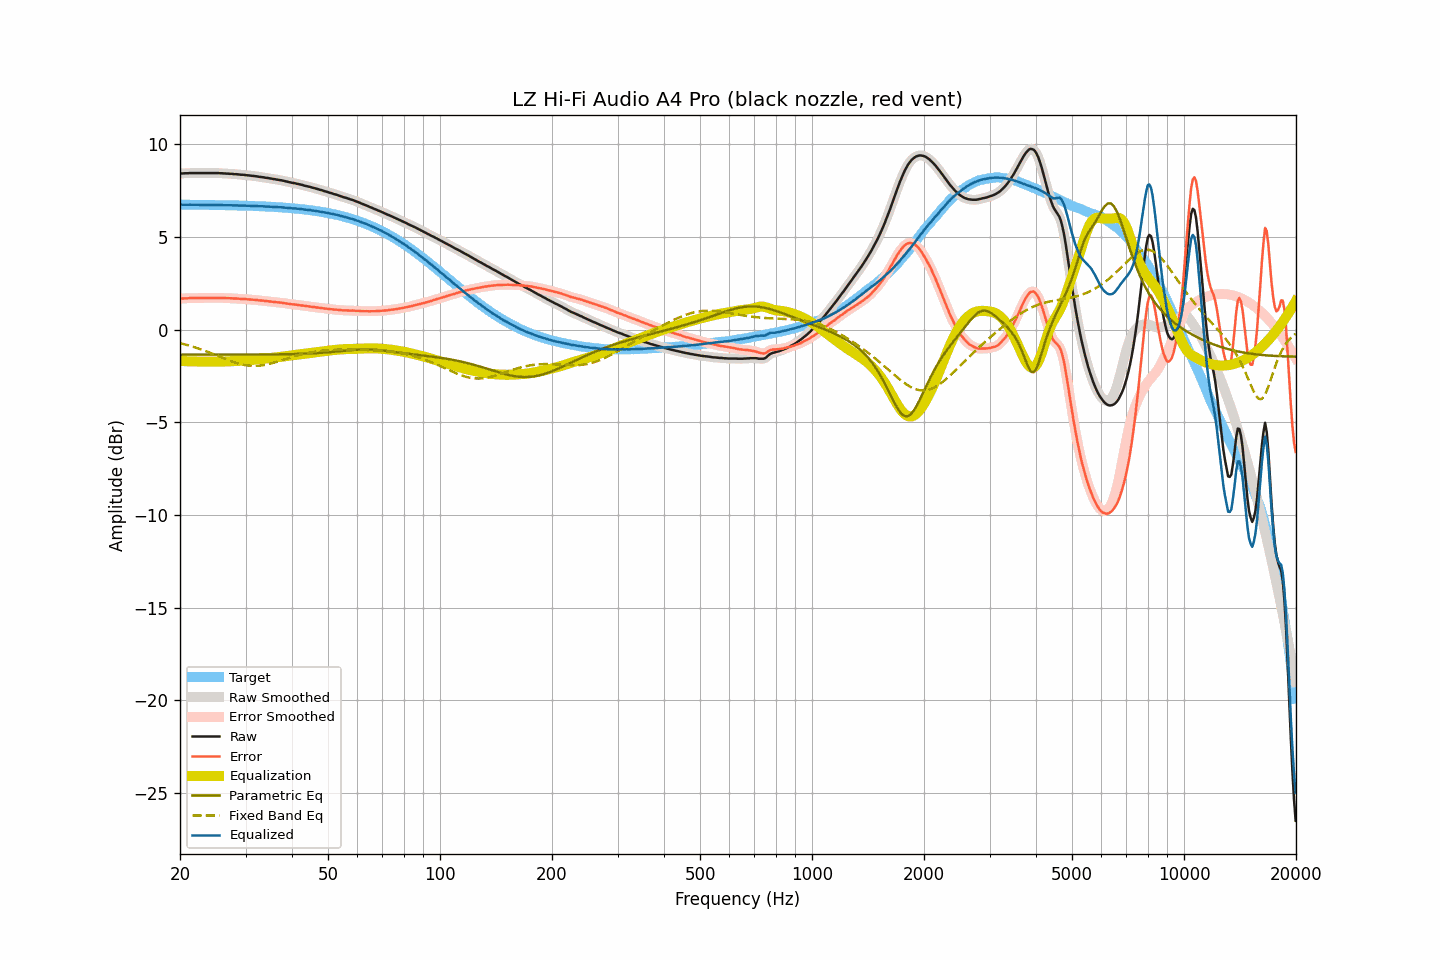 LZ Hi-Fi Audio A4 Pro (black nozzle, red vent)
10
5
0
−5
−10
−15
−20
−25
Amplitude (dBr)
Target
Raw Smoothed
Error Smoothed
Raw
Error
Equalization
Parametric Eq
Fixed Band Eq
Equalized
20 50 100 200 500 1000 2000 5000 10000 20000
Frequency (Hz)